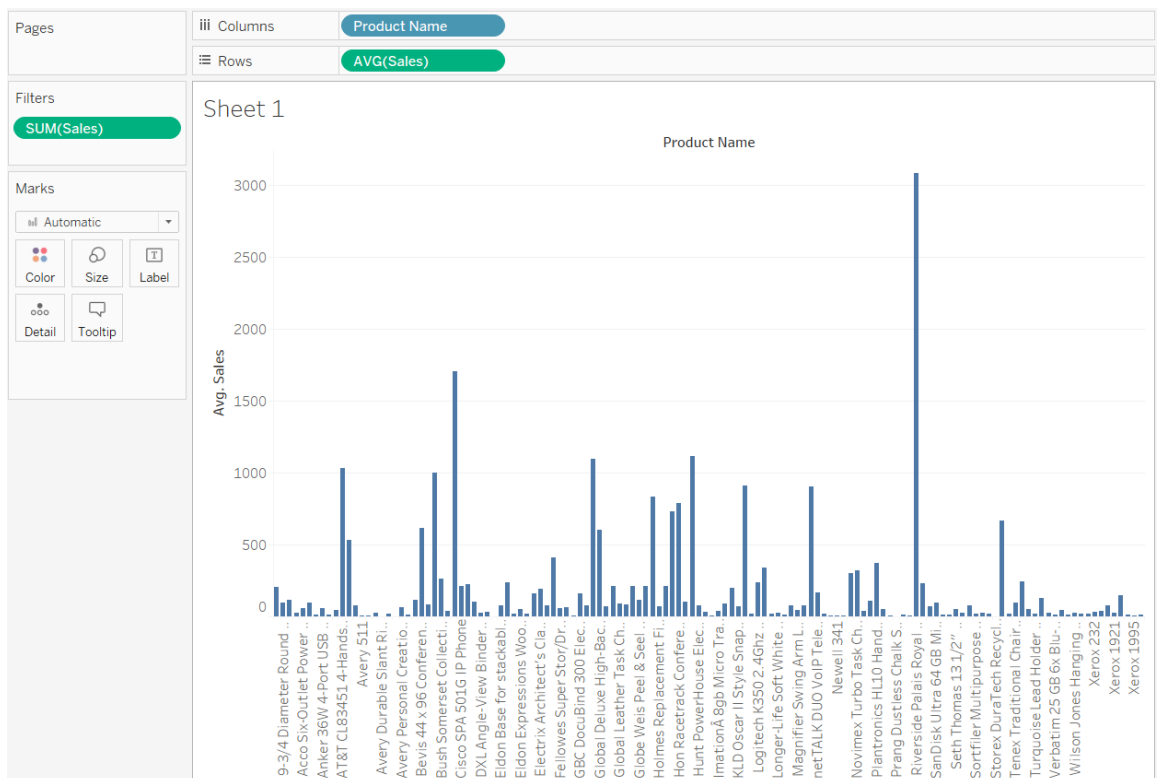 Pages
Columns
Product Name
Rows
AVG(Sales)
Filters
SUM(Sales)
Marks
Automatic
Color
Size
Label
Detail
Tooltip
Sheet 1
Product Name
Avg. Sales
3000
2500
2000
1500
1000
500
0
9-3/4 Diameter Round ..
Acco Six-Outlet Power ..
Anker 36W 4-Port USB ..
AT&T CL83451 4-Hands..
Avery 511
Avery Durable Slant Ri..
Avery Personal Creatio..
Bevis 44 x 96 Conferen..
Bush Somerset Collecti..
Cisco SPA 501G IP Phone
DXL Angle-View Binder ..
Eldon Base for stackabl..
Eldon Expressions Woo..
Electrix Architect's Cla..
Fellowes Super Stor/Dr..
GBC DocuBind 300 Elec..
Global Deluxe High-Bac..
Global Leather Task Ch..
Globe Weis Peel & Seel ..
Holmes Replacement Fi..
Hon Racetrack Confere..
Hunt PowerHouse Elec..
ImationÂ 8gb Micro Tra..
KLD Oscar II Style Snap..
Logitech K350 2.4Ghz ..
Longer-Life Soft White ..
Magnifier Swing Arm L..
netTALK DUO VoIP Tele..
Newell 341
Novimex Turbo Task Ch..
Plantronics HL10 Hand..
Prang Dustless Chalk S..
Riverside Palais Royal ..
SanDisk Ultra 64 GB Mi..
Seth Thomas 13 1/2" ..
Sortfiler Multipurpose ..
Storex DuraTech Recycl..
Tenex Traditional Chair..
Turquoise Lead Holder ..
Verbatim 25 GB 6x Blu-..
Wilson Jones Hanging ..
Xerox 232
Xerox 1921
Xerox 1995